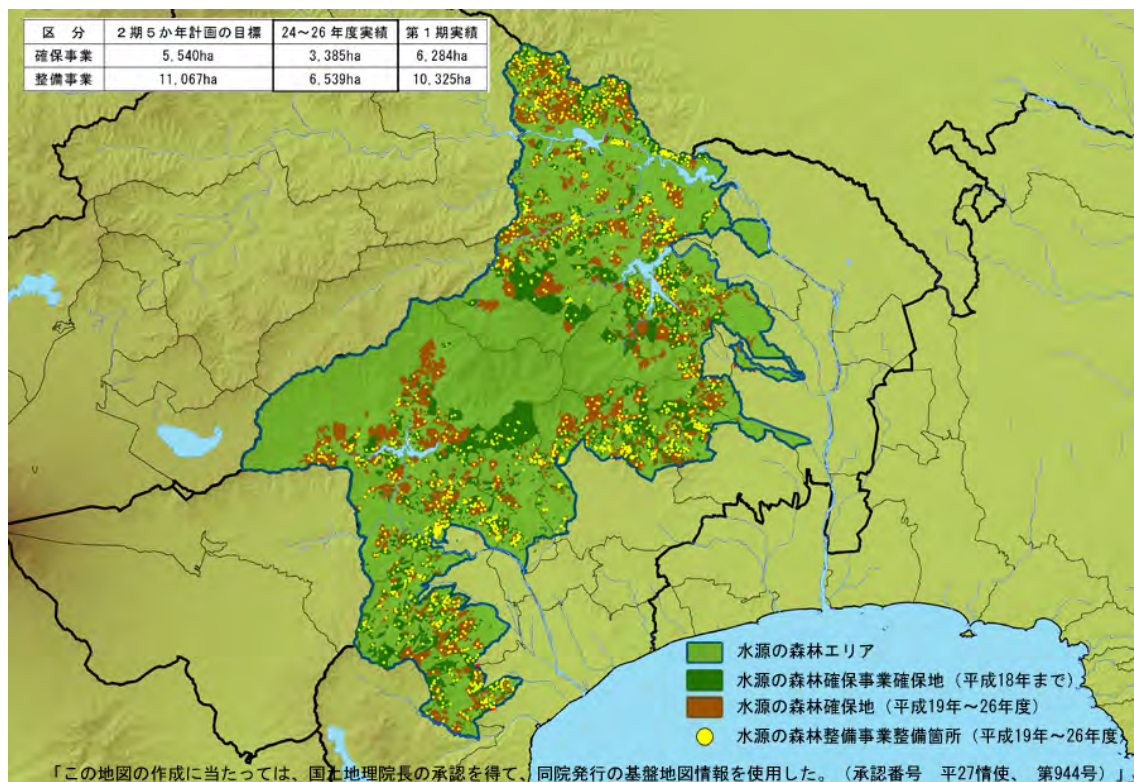 区 分 2期5か年計画の目標 24～26年度実績 第1期実績
確保事業 5,540ha 3,385ha 6,284ha
整備事業 11,067ha 6,539ha 10,325ha
水源の森林エリア
水源の森林確保事業確保地（平成18年まで）
水源の森林確保地（平成19年～26年度）
水源の森林整備事業整備箇所（平成19年～26年度
「この地図の作成に当たっては、国土地理院長の承認を得て、同院発行の基盤地図情報を使用した。（承認番号 平27情使、 第944号）」